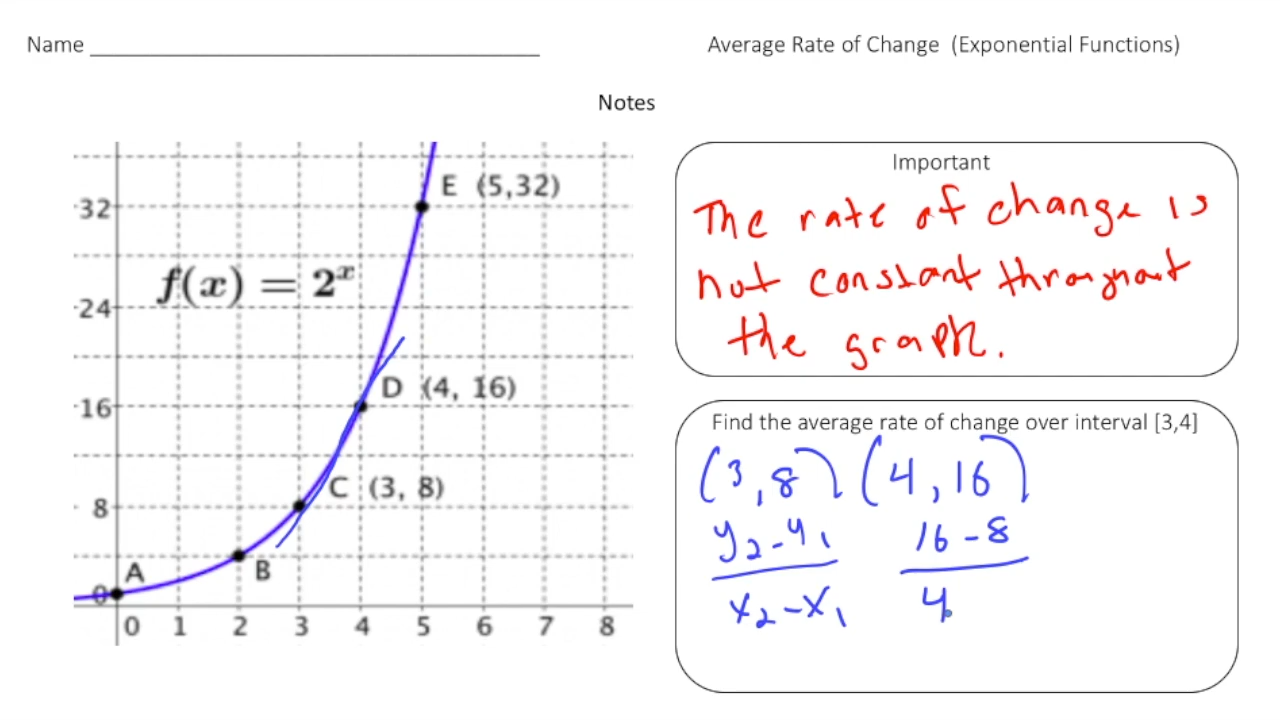 Name ________________ Average Rate of Change (Exponential Functions)
Notes
32
24
16
8
0
0 1 2 3 4 5 6 7 8
f(x) = 2^x
A
B
C (3, 8)
D (4, 16)
E (5,32)
Important
The rate of change is
not constant throughout
the graph.
Find the average rate of change over interval [3,4]
(3,8) (4,16)
y₂-y₁ 16-8
x₂-x₁ 4